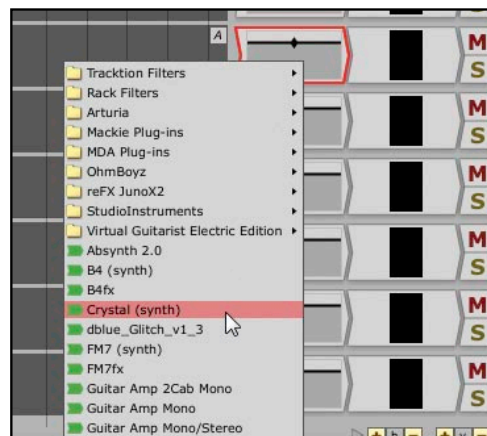 A
Tracktion Filters
Rack Filters
Arturia
Mackie Plug-ins
MDA Plug-ins
OhmBoyz
reFX JunoX2
StudioInstruments
Virtual Guitarist Electric Edition
Absynth 2.0
B4 (synth)
B4fx
Crystal (synth)
dblue_Glitch_v1_3
FM7 (synth)
FM7fx
Guitar Amp 2Cab Mono
Guitar Amp Mono
Guitar Amp Mono/Stereo
M
S
M
S
M
S
M
S
M
S
M
S
+ h - + v -